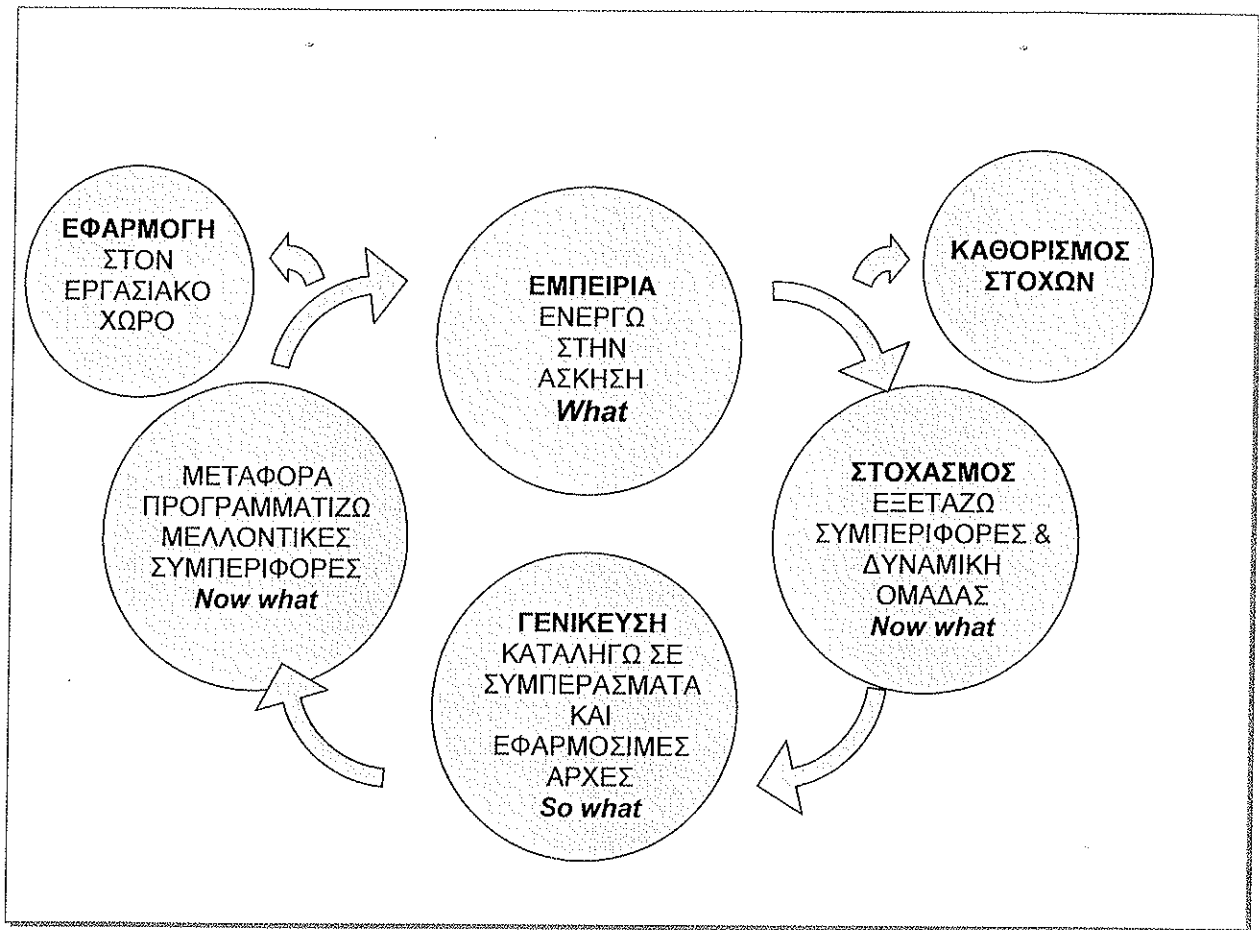 ΕΦΑΡΜΟΓΗ
ΣΤΟΝ
ΕΡΓΑΣΙΑΚΟ
ΧΩΡΟ
ΕΜΠΕΙΡΙΑ
ΕΝΕΡΓΩ
ΣΤΗΝ
ΑΣΚΗΣΗ
What
ΚΑΘΟΡΙΣΜΟΣ
ΣΤΟΧΩΝ
ΣΤΟΧΑΣΜΟΣ
ΕΞΕΤΑΖΩ
ΣΥΜΠΕΡΙΦΟΡΕΣ &
ΔΥΝΑΜΙΚΗ
ΟΜΑΔΑΣ
Now what
ΓΕΝΙΚΕΥΣΗ
ΚΑΤΑΛΗΓΩ ΣΕ
ΣΥΜΠΕΡΑΣΜΑΤΑ
ΚΑΙ
ΕΦΑΡΜΟΣΙΜΕΣ
ΑΡΧΕΣ
So what
ΜΕΤΑΦΟΡΑ
ΠΡΟΓΡΑΜΜΑΤΙΖΩ
ΜΕΛΛΟΝΤΙΚΕΣ
ΣΥΜΠΕΡΙΦΟΡΕΣ
Now what